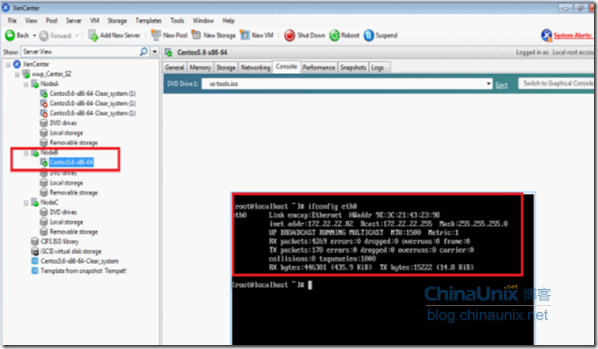 XenCenter
File View Pool Server VM Storage Templates Tools Window Help
Back Forward Add New Server New Pool New Storage New VM Shut Down Reboot Suspend System Alerts:
Show: Server View
Centos5.6-x86-64
Logged in as: Local root accou
XenCenter
wwp_Center_SZ
NodeA
Centos5.6-x86-64-Clear_system (1)
Centos5.6-x86-64-Clear_system (1)
Centos5.6-x86-64-Clear_system (1)
DVD drives
Local storage
Removable storage
NodeB
Centos5.6-x86-64
DVD drives
Local storage
Removable storage
NodeC
DVD drives
Local storage
Removable storage
CIFS ISO library
iSCSI virtual disk storage
Centos5.6-x86-64-Clear_system
Template from snapshot 'Templt'
General Memory Storage Networking Console Performance Snapshots Logs
DVD Drive 1: xs-tools.iso Eject Switch to Graphical Conso
root@localhost ~]# ifconfig eth0
eth0 Link encap:Ethernet HWaddr 9E:3C:21:43:23:98
inet addr:172.22.22.82 Bcast:172.22.22.255 Mask:255.255.255.0
UP BROADCAST RUNNING MULTICAST MTU:1500 Metric:1
RX packets:4269 errors:0 dropped:0 overruns:0 frame:0
TX packets:178 errors:0 dropped:0 overruns:0 carrier:0
collisions:0 txqueuelen:1000
RX bytes:446381 (435.9 KiB) TX bytes:15222 (14.8 KiB)
root@localhost ~]#
ChinaUnix.net 博客
blog.chinaunix.net